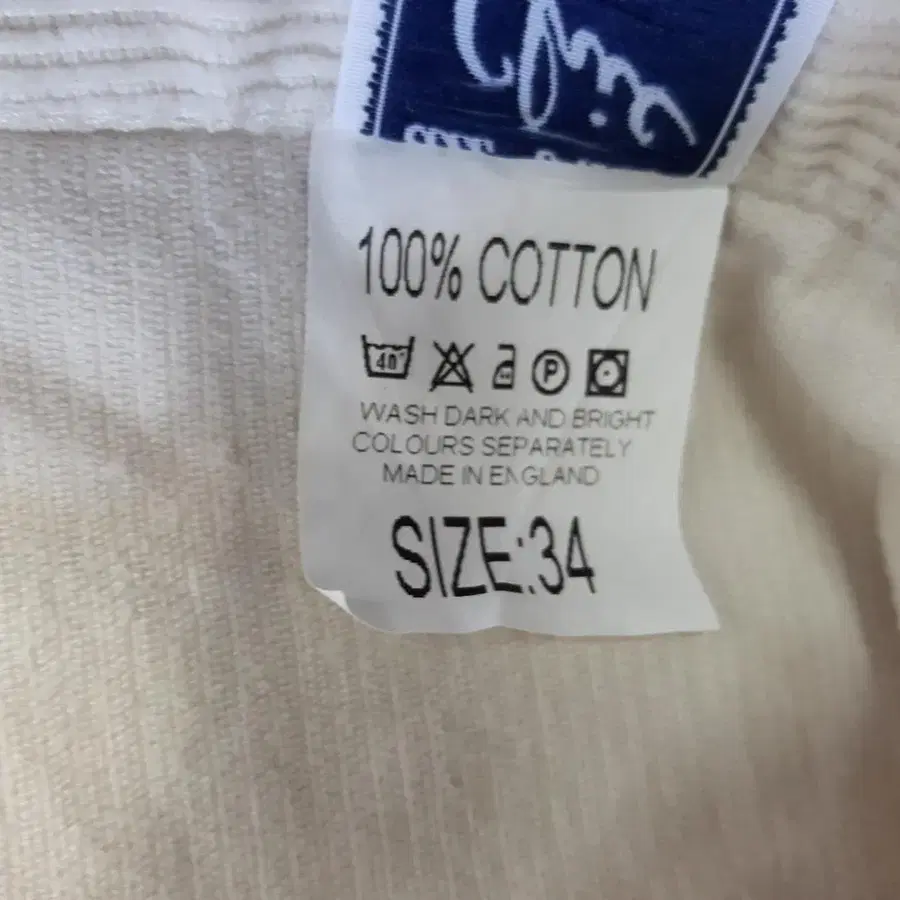 100% COTTON
40°
P
WASH DARK AND BRIGHT
COLOURS SEPARATELY
MADE IN ENGLAND
SIZE:34